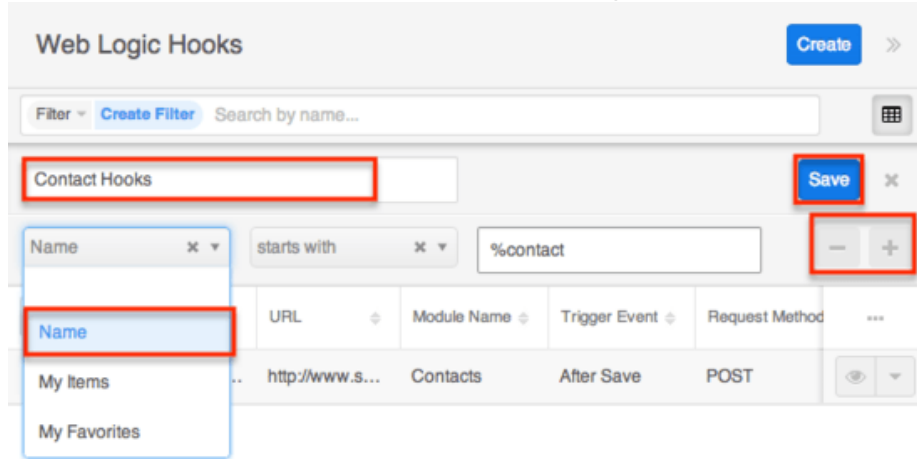 Web Logic Hooks
Create
Filter Create Filter Search by name...
Contact Hooks
Save
Name starts with %contact
URL Module Name Trigger Event Request Method
Name
.. http://www.s... Contacts After Save POST
My Items
My Favorites